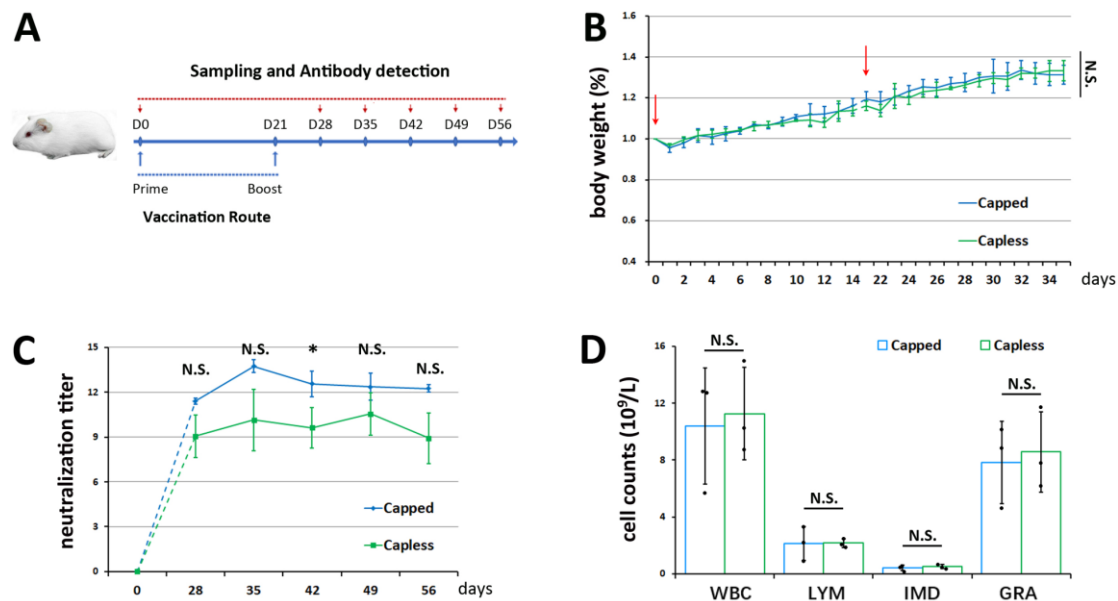 A
Sampling and Antibody detection
D0 D21 D28 D35 D42 D49 D56
Prime Boost
Vaccination Route
B
body weight (%)
1.6
1.4
1.2
1.0
0.8
0.6
0.4
N.S.
Capped
Capless
0 2 4 6 8 10 12 14 22 24 26 28 30 32 34 days
C
neutralization titer
15
12
9
6
3
0
N.S. N.S. * N.S. N.S.
Capped
Capless
0 28 35 42 49 56 days
D
cell counts (10⁹/L)
16
12
8
4
0
Capped Capless
N.S. N.S. N.S. N.S.
WBC LYM IMD GRA